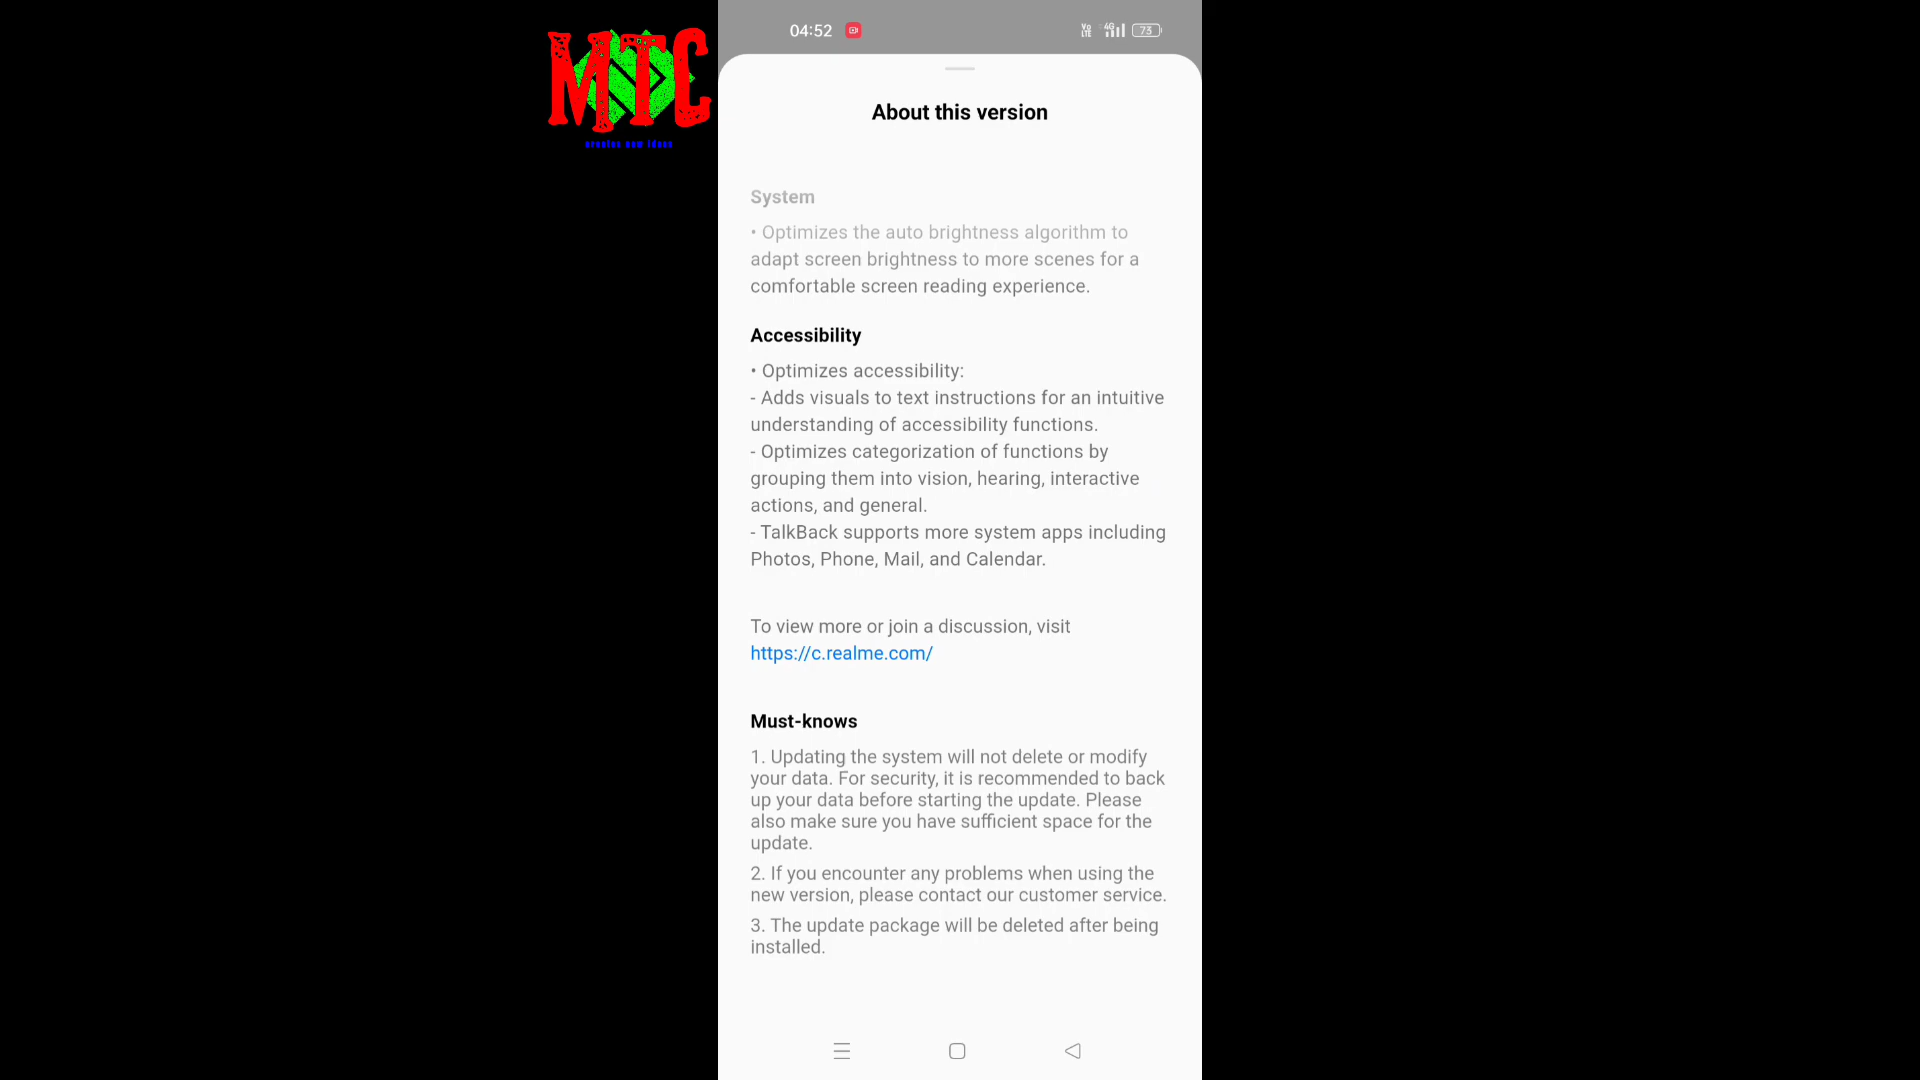 MTC
creates new ideas
04:52
Vo
LTE
4G
73
About this version
System
• Optimizes the auto brightness algorithm to
adapt screen brightness to more scenes for a
comfortable screen reading experience.
Accessibility
• Optimizes accessibility:
- Adds visuals to text instructions for an intuitive
understanding of accessibility functions.
- Optimizes categorization of functions by
grouping them into vision, hearing, interactive
actions, and general.
- TalkBack supports more system apps including
Photos, Phone, Mail, and Calendar.
To view more or join a discussion, visit
https://c.realme.com/
Must-knows
1. Updating the system will not delete or modify
your data. For security, it is recommended to back
up your data before starting the update. Please
also make sure you have sufficient space for the
update.
2. If you encounter any problems when using the
new version, please contact our customer service.
3. The update package will be deleted after being
installed.